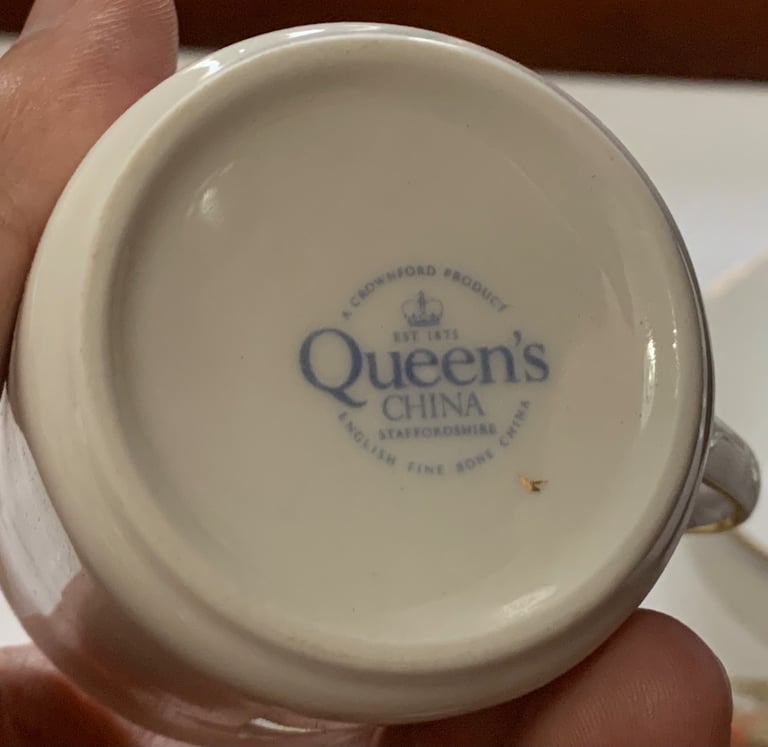 A CROWNFORD PRODUCT
EST 1875
Queen's
CHINA
STAFFORDSHIRE
ENGLISH FINE BONE CHINA